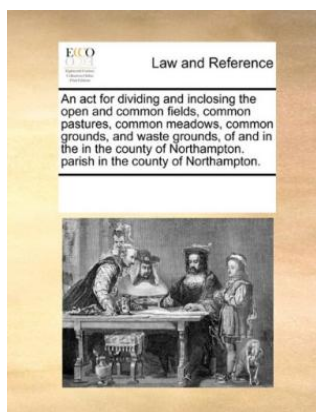 ECCO
Law and Reference
An act for dividing and inclosing the
open and common fields, common
pastures, common meadows, common
grounds, and waste grounds, of and in
the in the county of Northampton.
parish in the county of Northampton.